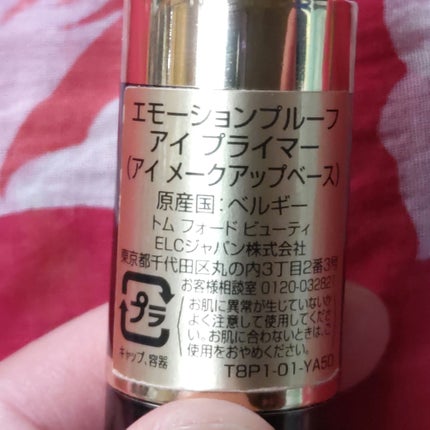 エモーションプルーフ
アイ プライマー
(アイ メークアップベース)
原産国:ベルギー
トム フォード ビューティ
ELCジャパン株式会社
東京都千代田区丸の内3丁目2番3号
お客様相談室 0120-032821
お肌に異常が生じていないか
よく注意して使用してくださ
い。お肌に合わないときは、ご
使用をおやめください。
プラ
キャップ、容器
T8P1-01-YA5D